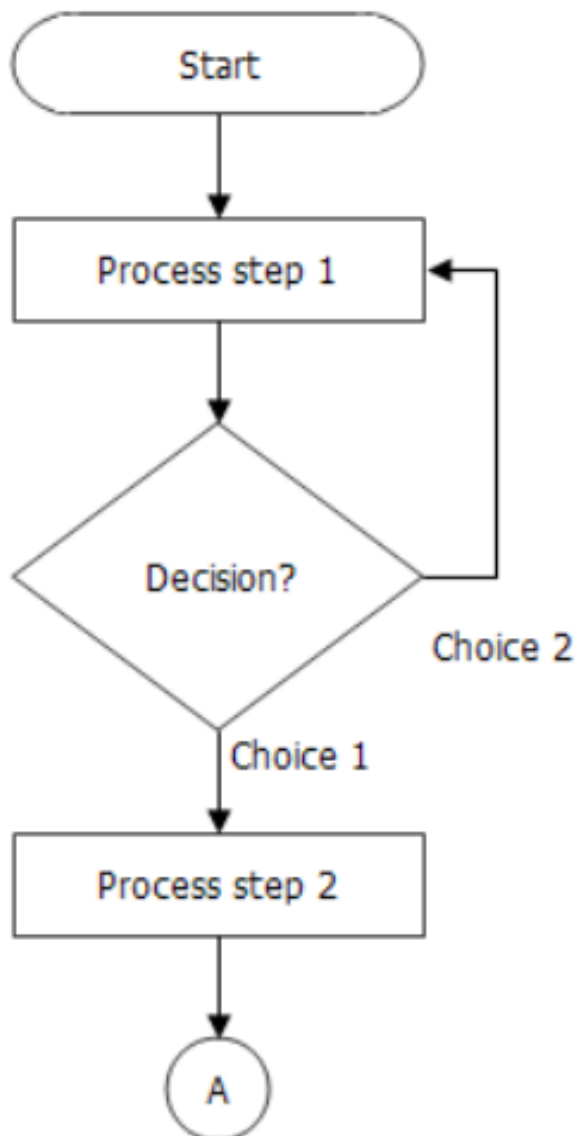 Start
Process step 1
Decision?
Choice 2
Choice 1
Process step 2
A